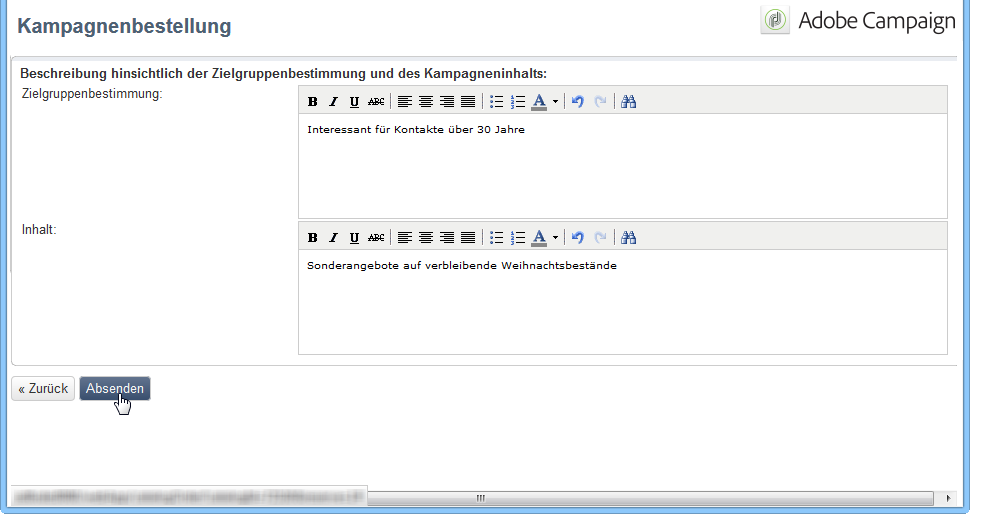 Kampagnenbestellung
Adobe Campaign
Beschreibung hinsichtlich der Zielgruppenbestimmung und des Kampagneninhalts:
Zielgruppenbestimmung:
B I U ABC A
Interessant für Kontakte über 30 Jahre
Inhalt:
B I U ABC A
Sonderangebote auf verbleibende Weihnachtsbestände
« Zurück Absenden